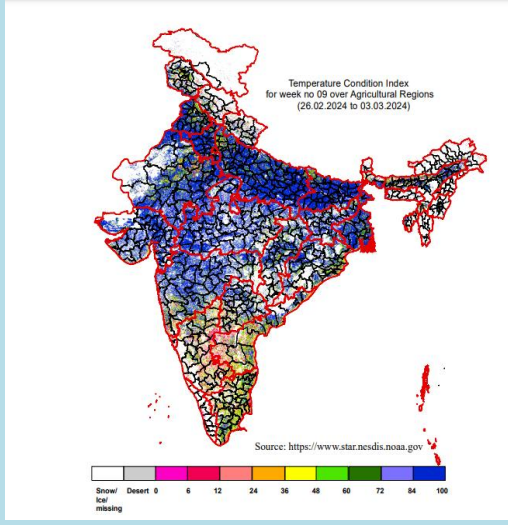 Temperature Condition Index
for week no 09 over Agricultural Regions
(26.02.2024 to 03.03.2024)
Source: https://www.star.nesdis.noaa.gov
Snow/ Ice/ missing
Desert 0 6 12 24 36 48 60 72 84 100